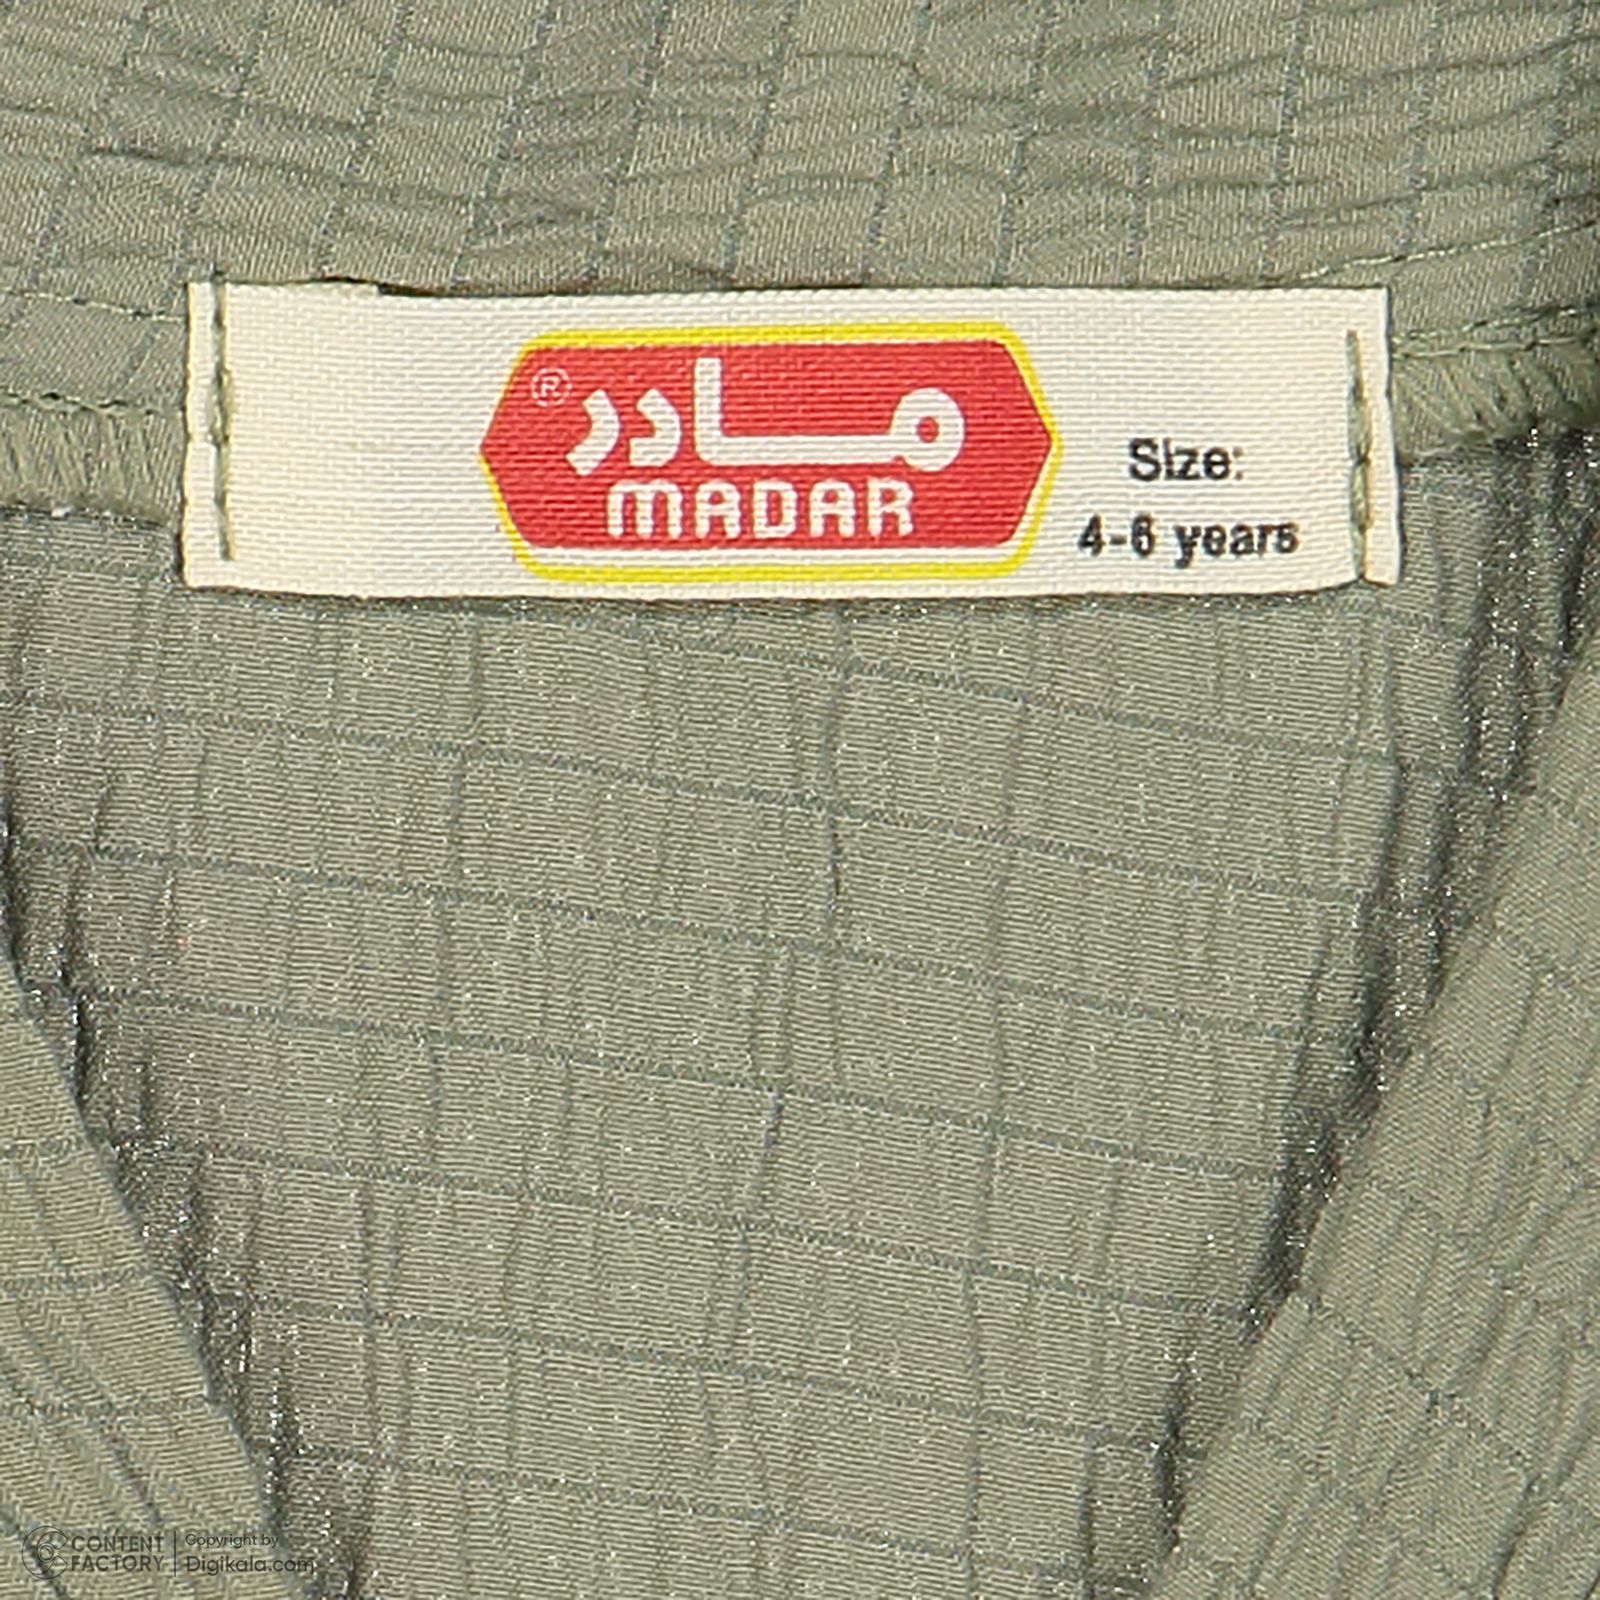 مادر ®
MADAR
Size:
4-6 years
CONTENT FACTORY
Copyright by
Digikala.com